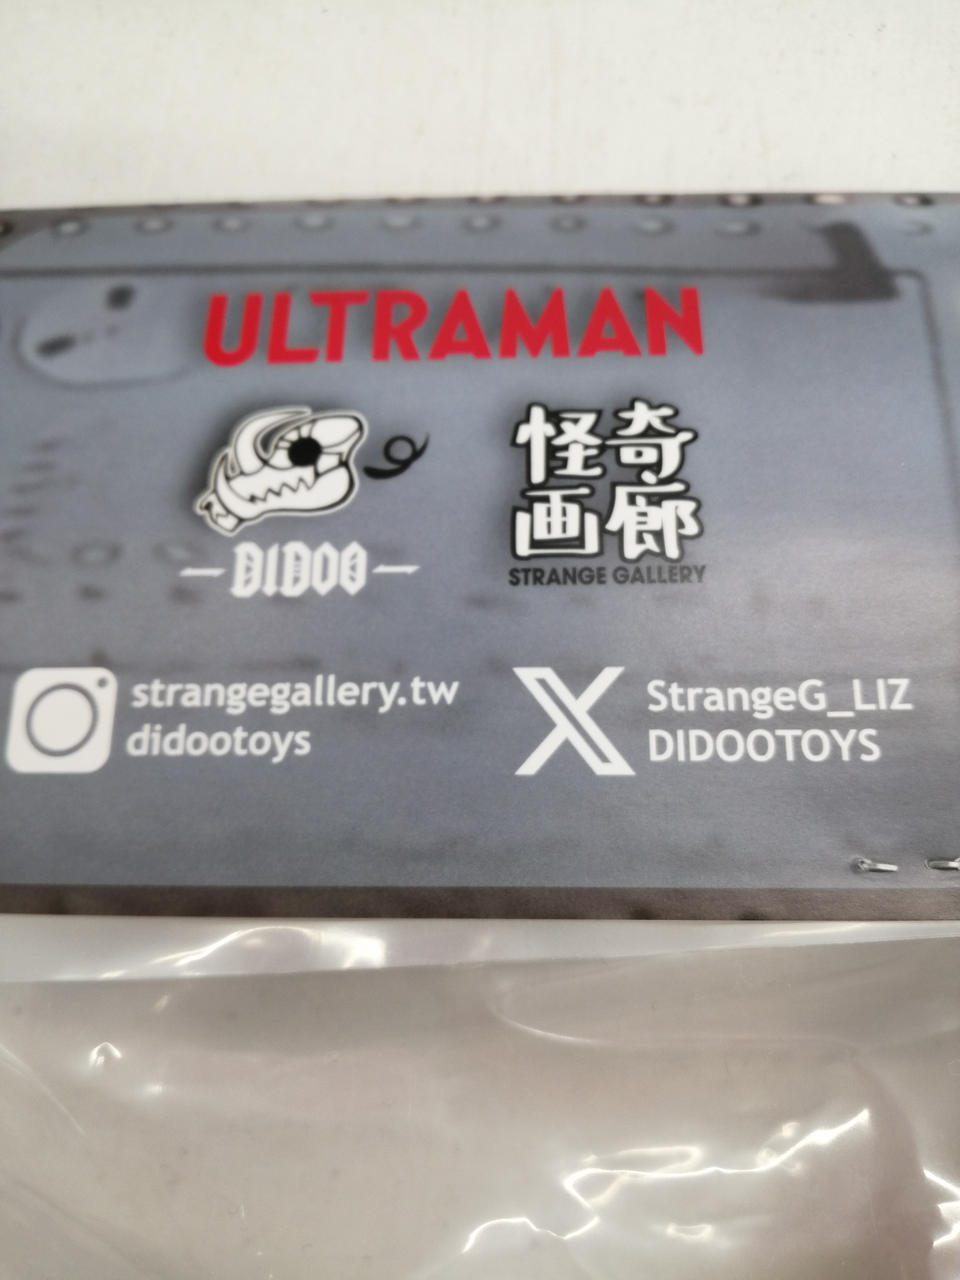 ULTRAMAN
DIDOO
怪奇
画廊
STRANGE GALLERY
strangegallery.tw
didootoys
StrangeG_LIZ
DIDOOTOYS